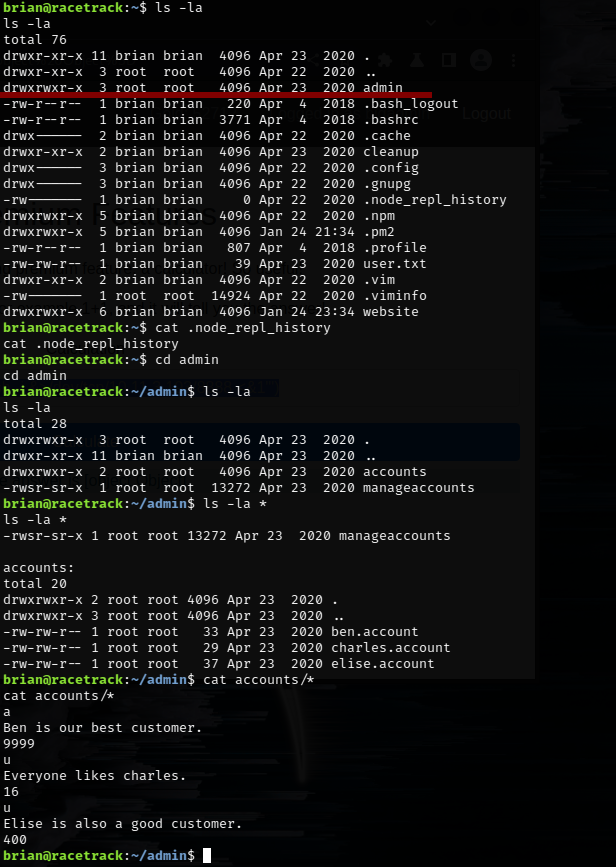 brian@racetrack:~$ ls -la
ls -la
total 76
drwxr-xr-x 11 brian brian  4096 Apr 23  2020 .
drwxr-xr-x  3 root  root   4096 Apr 22  2020 ..
drwxrwxr-x  3 root  root   4096 Apr 23  2020 admin
-rw-r--r--  1 brian brian   220 Apr  4  2018 .bash_logout
-rw-r--r--  1 brian brian  3771 Apr  4  2018 .bashrc
drwx------  2 brian brian  4096 Apr 22  2020 .cache
drwxr-xr-x  2 brian brian  4096 Apr 23  2020 cleanup
drwx------  3 brian brian  4096 Apr 22  2020 .config
drwx------  3 brian brian  4096 Apr 22  2020 .gnupg
-rw-------  1 brian brian     0 Apr 22  2020 .node_repl_history
drwxrwxr-x  5 brian brian  4096 Apr 22  2020 .npm
drwxrwxr-x  5 brian brian  4096 Jan 24 21:34 .pm2
-rw-r--r--  1 brian brian   807 Apr  4  2018 .profile
-rw-rw-r--  1 brian brian    39 Apr 23  2020 user.txt
drwxr-xr-x  2 brian brian  4096 Apr 22  2020 .vim
-rw-------  1 root  root  14924 Apr 22  2020 .viminfo
drwxrwxr-x  6 brian brian  4096 Jan 24 23:34 website
brian@racetrack:~$ cat .node_repl_history
cat .node_repl_history
brian@racetrack:~$ cd admin
cd admin
brian@racetrack:~/admin$ ls -la
ls -la
total 28
drwxrwxr-x  3 root  root   4096 Apr 23  2020 .
drwxr-xr-x 11 brian brian  4096 Apr 23  2020 ..
drwxrwxr-x  2 root  root   4096 Apr 23  2020 accounts
-rwsr-sr-x  1 root  root  13272 Apr 23  2020 manageaccounts
brian@racetrack:~/admin$ ls -la *
ls -la *
-rwsr-sr-x 1 root root 13272 Apr 23  2020 manageaccounts
accounts:
total 20
drwxrwxr-x 2 root root 4096 Apr 23  2020 .
drwxrwxr-x 3 root root 4096 Apr 23  2020 ..
-rw-rw-r-- 1 root root   33 Apr 23  2020 ben.account
-rw-rw-r-- 1 root root   29 Apr 23  2020 charles.account
-rw-rw-r-- 1 root root   37 Apr 23  2020 elise.account
brian@racetrack:~/admin$ cat accounts/*
cat accounts/*
a
Ben is our best customer.
9999
u
Everyone likes charles.
16
u
Elise is also a good customer.
400
brian@racetrack:~/admin$
Logout